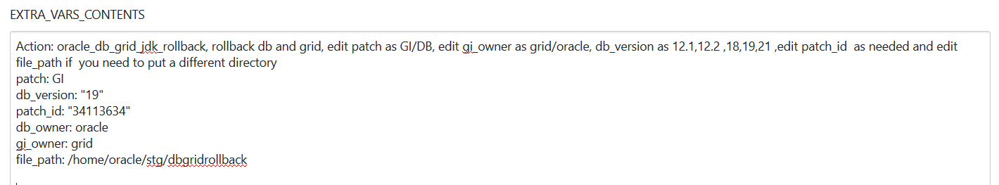 EXTRA_VARS_CONTENTS
Action: oracle_db_grid_jdk_rollback, rollback db and grid, edit patch as GI/DB, edit gi_owner as grid/oracle, db_version as 12.1,12.2 ,18,19,21 ,edit patch_id  as needed and edit
file_path if  you need to put a different directory
patch: GI
db_version: "19"
patch_id: "34113634"
db_owner: oracle
gi_owner: grid
file_path: /home/oracle/stg/dbgridrollback